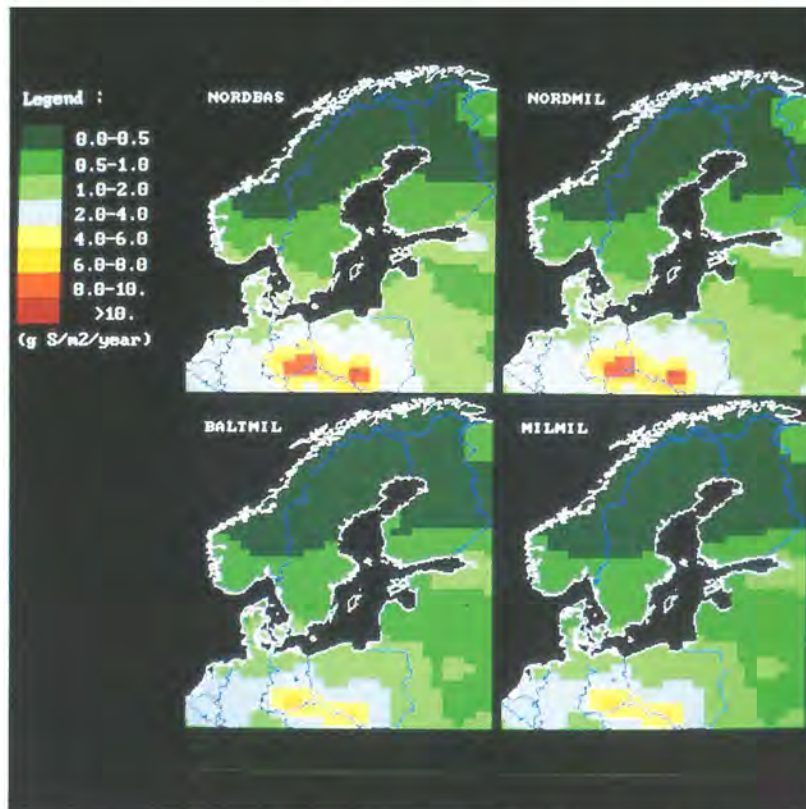 Legend :
0.0-0.5
0.5-1.0
1.0-2.0
2.0-4.0
4.0-6.0
6.0-8.0
8.0-10.
>10.
(g S/m2/year)
NORDBAS
NORDMIL
BALTMIL
MILMIL